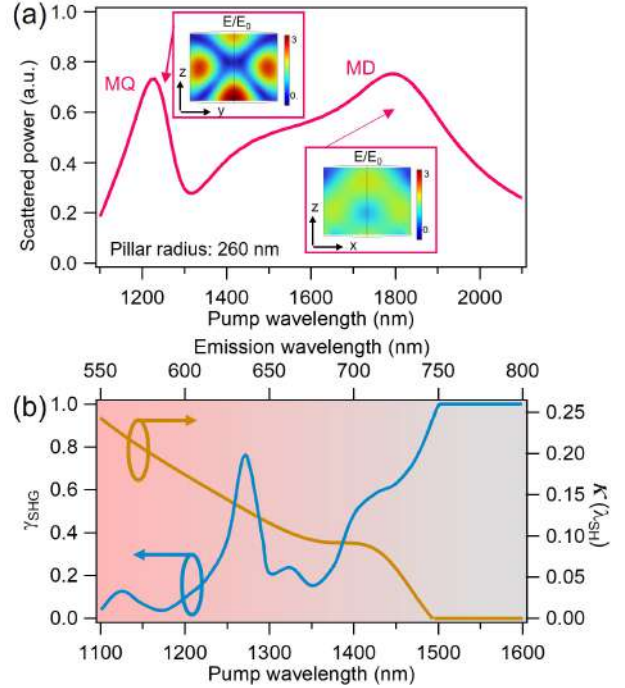 (a)
1.0
0.8
0.6
0.4
0.2
0.0
Scattered power (a.u.)
MQ
E/E0
3
0.
z
y
MD
E/E0
3
0.
z
x
Pillar radius: 260 nm
1200 1400 1600 1800 2000
Pump wavelength (nm)
Emission wavelength (nm)
550 600 650 700 750 800
(b)
1.0
0.8
0.6
0.4
0.2
0.0
γSHG
0.25
0.20
0.15
0.10
0.05
0.00
κ(λSH)
1100 1200 1300 1400 1500 1600
Pump wavelength (nm)